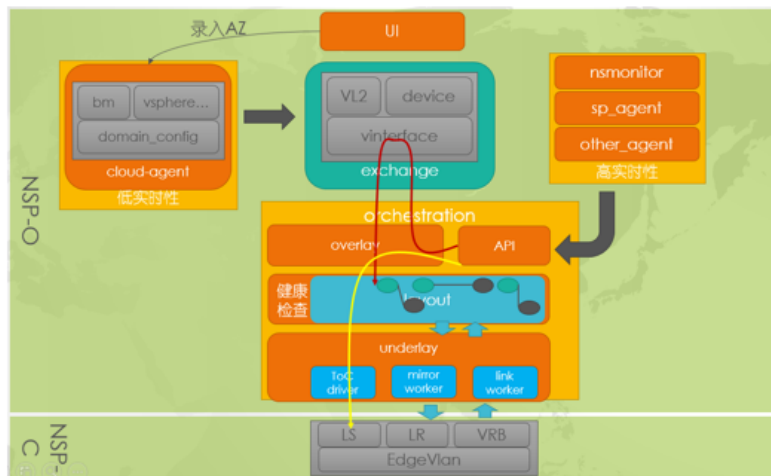 录入AZ
UI
bm
vsphere...
domain_config
cloud-agent
低实时性
VL2
device
vinterface
exchange
nsmonitor
sp_agent
other_agent
高实时性
NSP-O
orchestration
overlay
API
健康
检查
layout
underlay
ToC
driver
mirror
worker
link
worker
NSP-
C
LS
LR
VRB
EdgeVlan